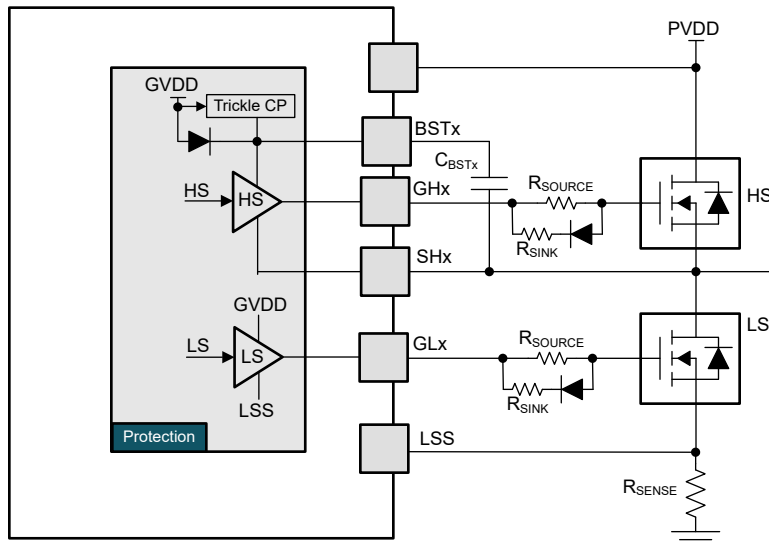 PVDD
GVDD
Trickle CP
BSTx
CBSTx
HS
HS
GHx
RSOURCE
RSINK
HS
SHx
GVDD
LS
LS
GLx
RSOURCE
RSINK
LS
LSS
Protection
LSS
RSENSE